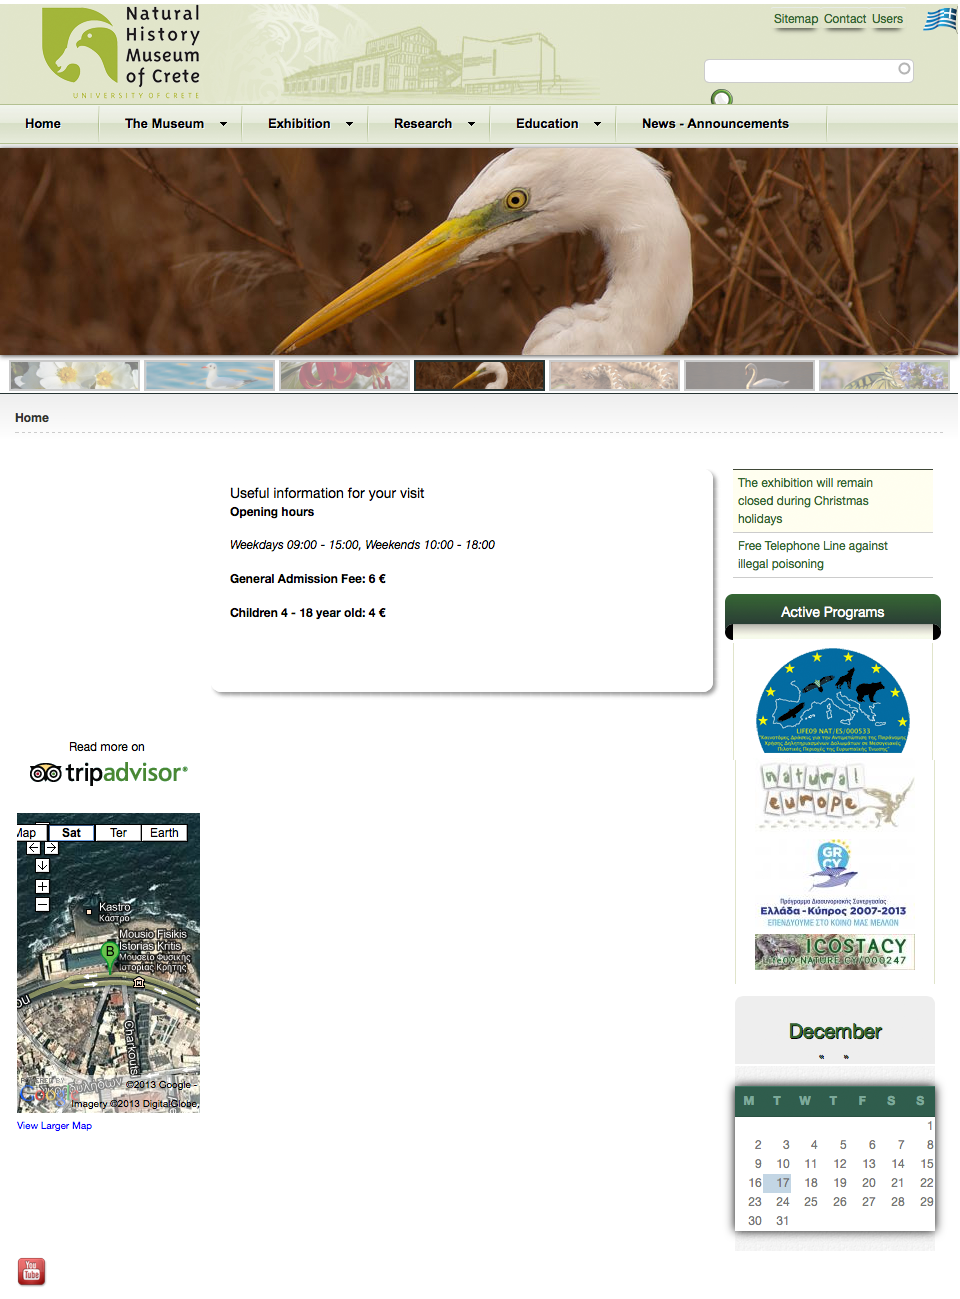 Natural
History
Museum
of Crete
UNIVERSITY OF CRETE
Sitemap Contact Users
Home The Museum Exhibition Research Education News - Announcements
Home
Useful information for your visit
Opening hours
Weekdays 09:00 - 15:00, Weekends 10:00 - 18:00
General Admission Fee: 6 €
Children 4 - 18 year old: 4 €
The exhibition will remain
closed during Christmas
holidays
Free Telephone Line against
illegal poisoning
Active Programs
LIFE09 NAT/ES/000533
natural
europe
GR
CY
Πρόγραμμα Διασυνοριακής Συνεργασίας
Ελλάδα-Κύπρος 2007-2013
ΕΠΕΝΔΥΟΥΜΕ ΣΤΟ ΚΟΙΝΟ ΜΑΣ ΜΕΛΛΟΝ
ICOSTACY
Life09 NATURE CY/000247
Read more on
tripadvisor®
Map Sat Ter Earth
Kastro
Κάστρο
Mousio Fisikis
Istorias Kritis
Μουσείο Φυσικής
Ιστορίας Κρήτης
B
Charkousi
POWERED BY
Google
©2013 Google -
Imagery ©2013 DigitalGlobe,
View Larger Map
December
« »
M T W T F S S
1
2 3 4 5 6 7 8
9 10 11 12 13 14 15
16 17 18 19 20 21 22
23 24 25 26 27 28 29
30 31
You
Tube